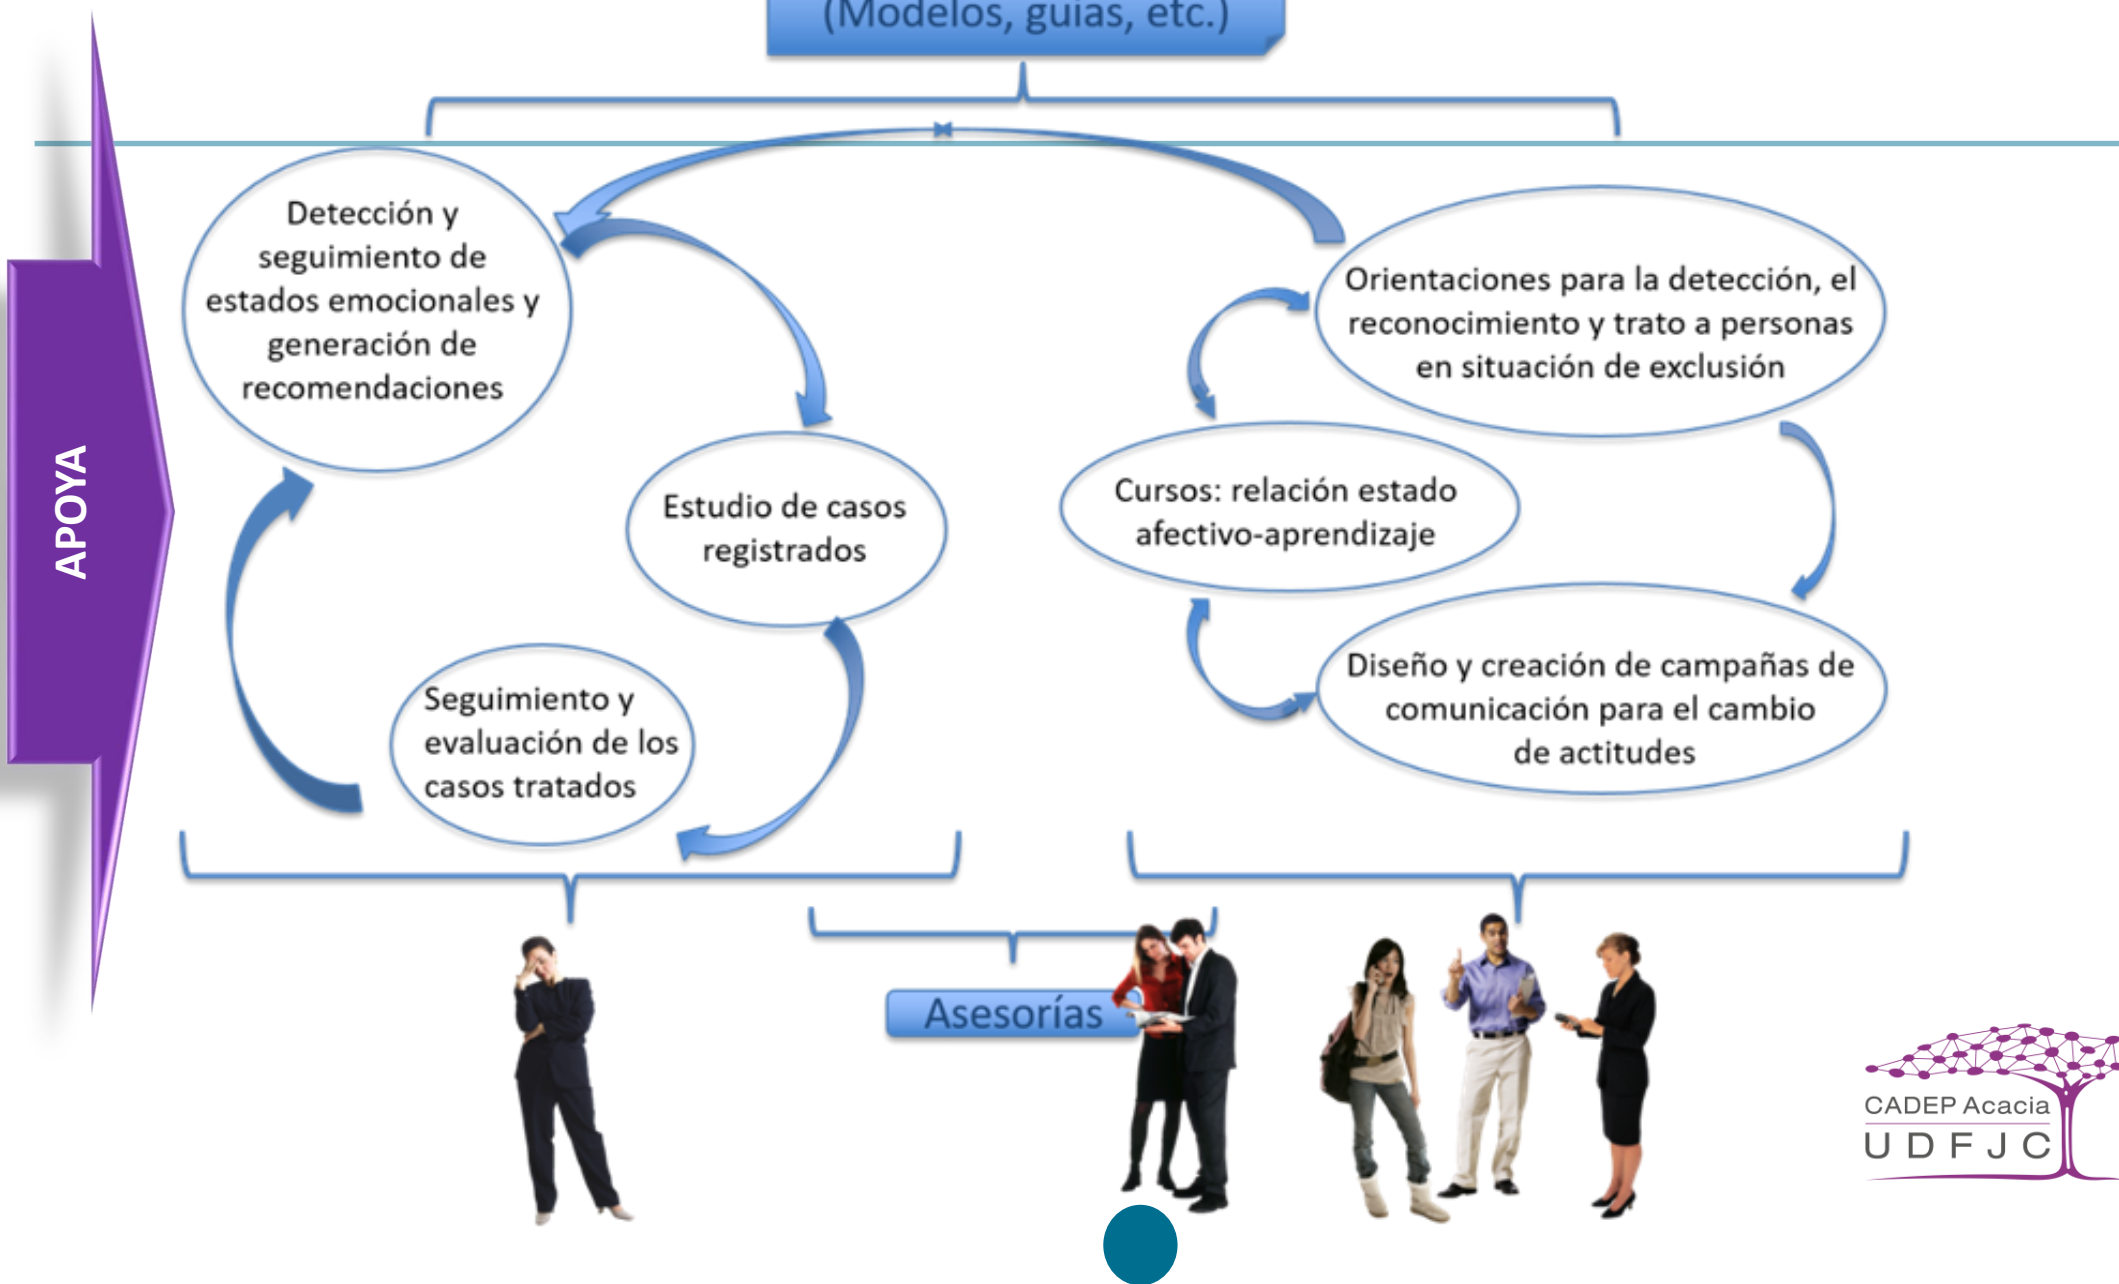 (Modelos, guías, etc.)
APOYA
Detección y
seguimiento de
estados emocionales y
generación de
recomendaciones
Estudio de casos
registrados
Seguimiento y
evaluación de los
casos tratados
Orientaciones para la detección, el
reconocimiento y trato a personas
en situación de exclusión
Cursos: relación estado
afectivo-aprendizaje
Diseño y creación de campañas de
comunicación para el cambio
de actitudes
Asesorías
CADEP Acacia
UDFJC